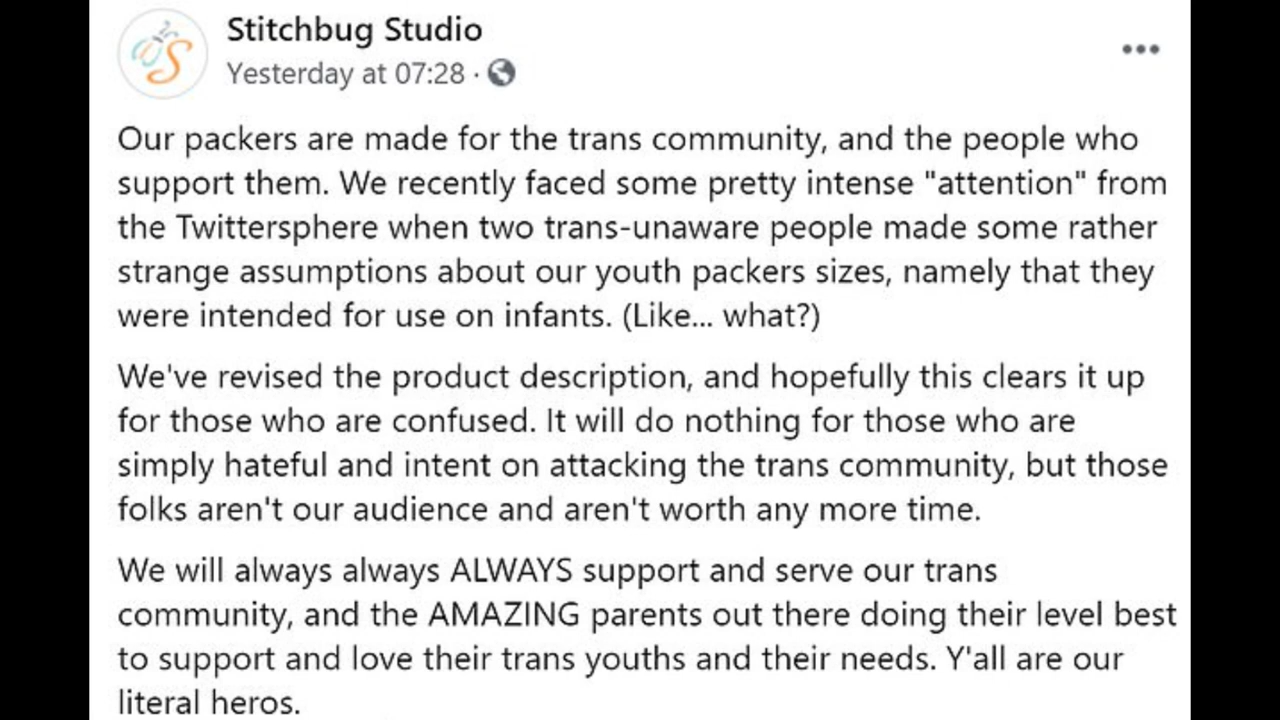 Stitchbug Studio
Yesterday at 07:28 ·
Our packers are made for the trans community, and the people who
support them. We recently faced some pretty intense "attention" from
the Twittersphere when two trans-unaware people made some rather
strange assumptions about our youth packers sizes, namely that they
were intended for use on infants. (Like... what?)
We've revised the product description, and hopefully this clears it up
for those who are confused. It will do nothing for those who are
simply hateful and intent on attacking the trans community, but those
folks aren't our audience and aren't worth any more time.
We will always always ALWAYS support and serve our trans
community, and the AMAZING parents out there doing their level best
to support and love their trans youths and their needs. Y'all are our
literal heros.